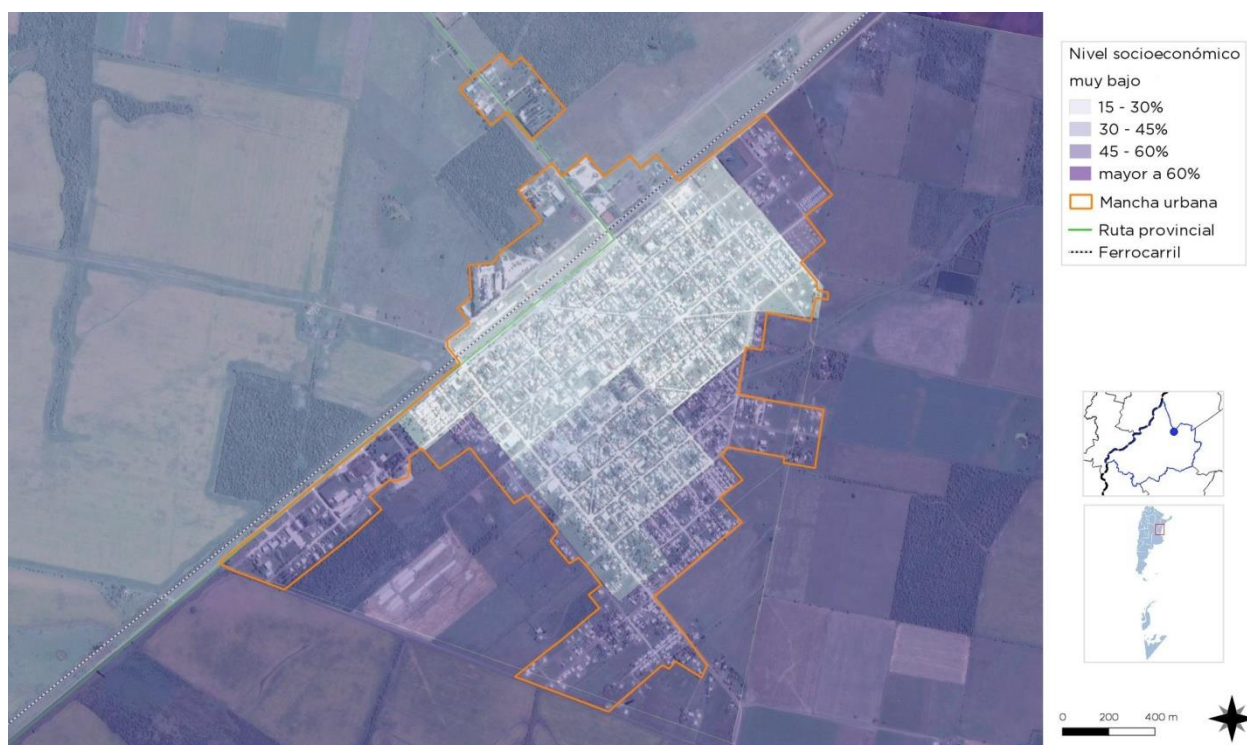 Nivel socioeconómico
muy bajo
15 - 30%
30 - 45%
45 - 60%
mayor a 60%
Mancha urbana
Ruta provincial
Ferrocarril
0 200 400 m